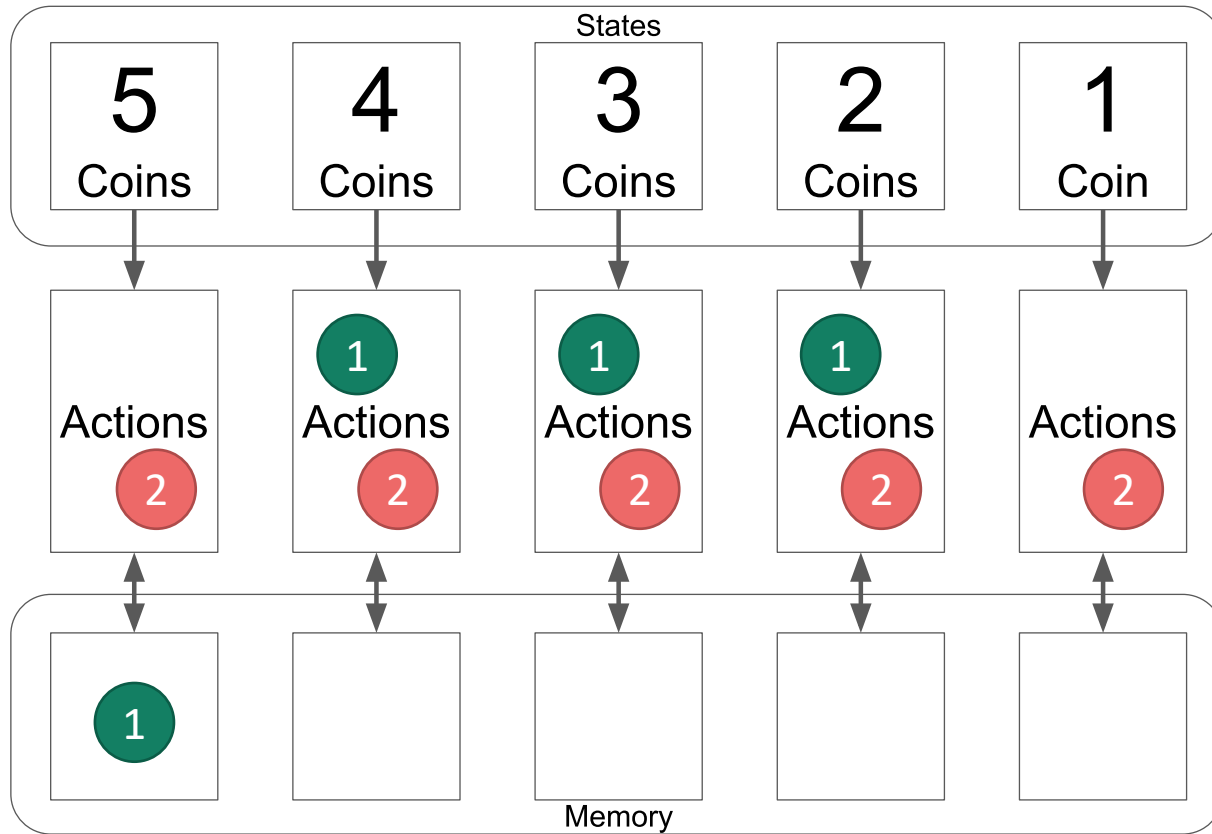 States
5 4 3 2 1
Coins Coins Coins Coins Coin
1 1 1
Actions Actions Actions Actions Actions
2 2 2 2 2
1
Memory